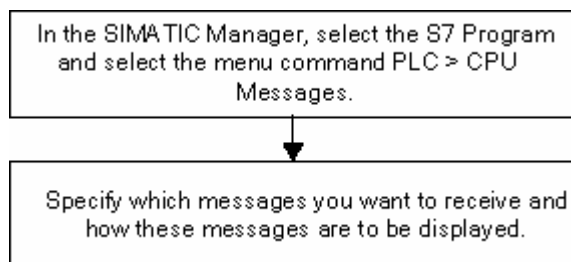 In the SIMATIC Manager, select the S7 Program
and select the menu command PLC > CPU
Messages.
Specify which messages you want to receive and
how these messages are to be displayed.